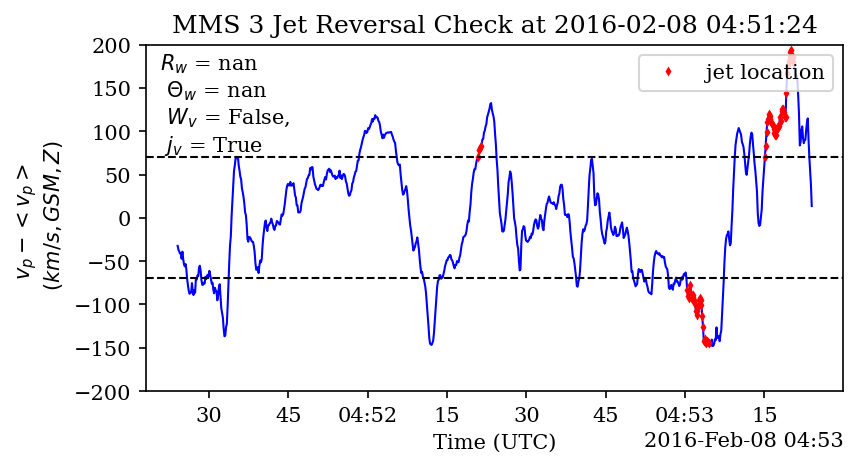 MMS 3 Jet Reversal Check at 2016-02-08 04:51:24
R_w = nan
Θ_w = nan
W_v = False,
j_v = True
jet location
v_p − < v_p >
(km/s, GSM, Z)
200
150
100
50
0
−50
−100
−150
−200
30 45 04:52 15 30 45 04:53 15
Time (UTC)
2016-Feb-08 04:53